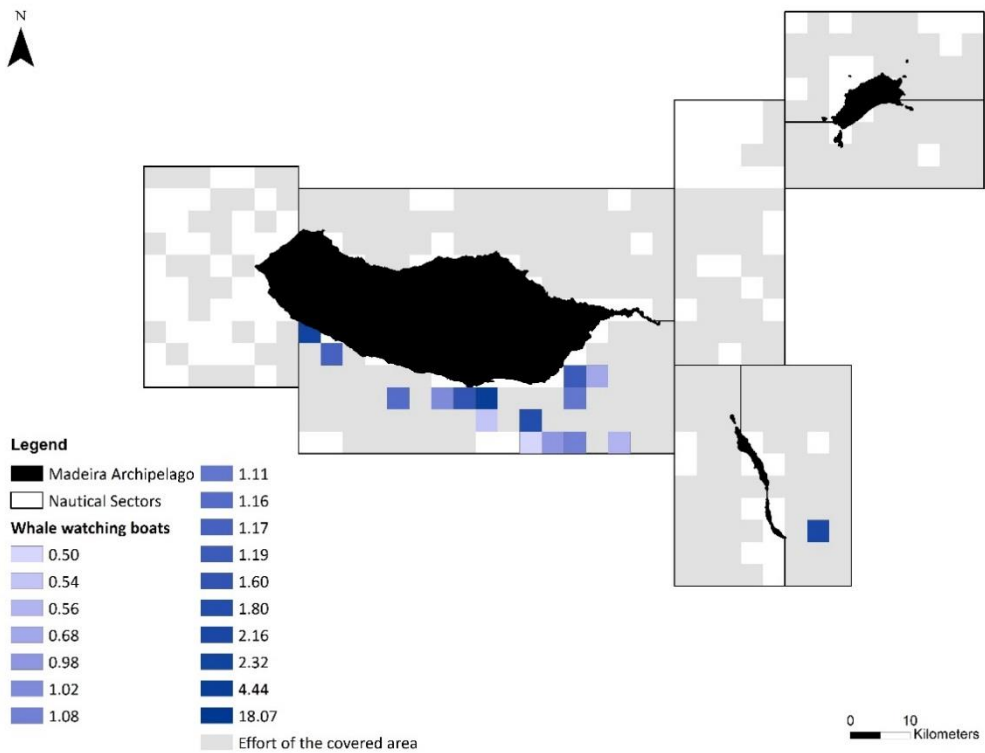 N
Legend
Madeira Archipelago
Nautical Sectors
Whale watching boats
0.50
0.54
0.56
0.68
0.98
1.02
1.08
1.11
1.16
1.17
1.19
1.60
1.80
2.16
2.32
4.44
18.07
Effort of the covered area
0 10
Kilometers